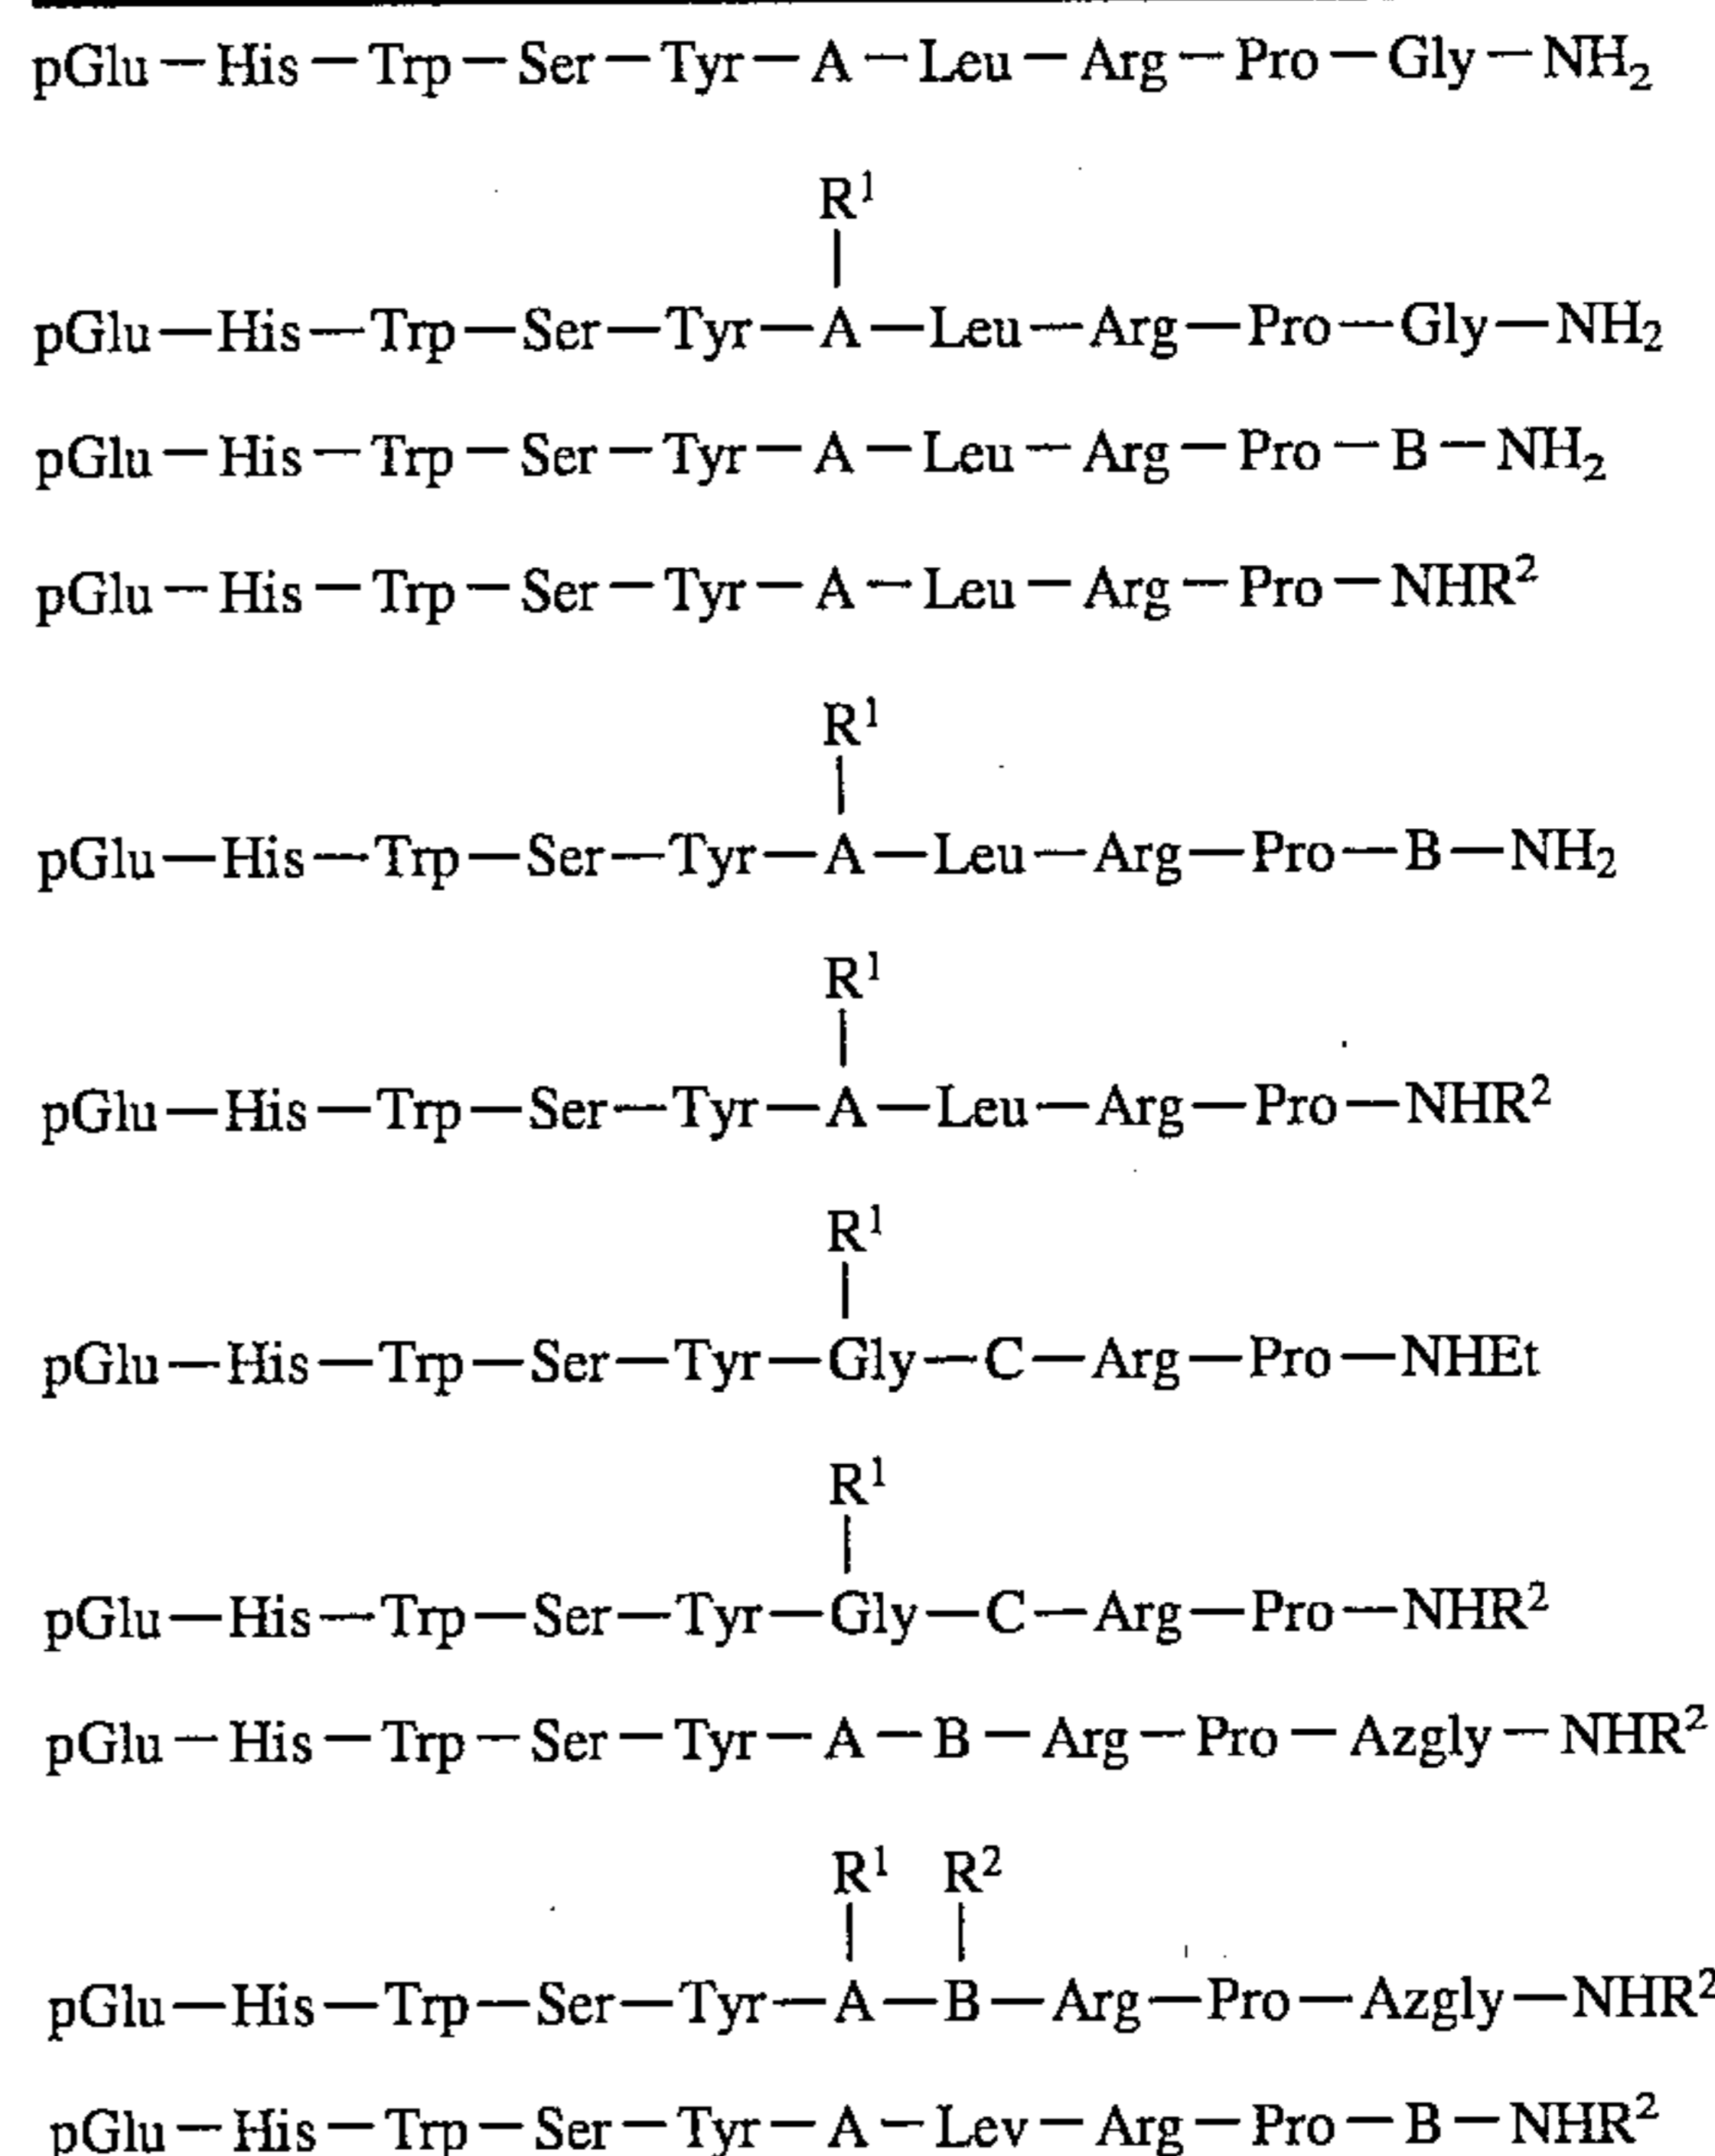 pGlu—His—Trp—Ser—Tyr—A—Leu—Arg—Pro—Gly—NH₂
R¹
pGlu—His—Trp—Ser—Tyr—A—Leu—Arg—Pro—Gly—NH₂
pGlu—His—Trp—Ser—Tyr—A—Leu—Arg—Pro—B—NH₂
pGlu—His—Trp—Ser—Tyr—A—Leu—Arg—Pro—NHR²
R¹
pGlu—His—Trp—Ser—Tyr—A—Leu—Arg—Pro—B—NH₂
R¹
pGlu—His—Trp—Ser—Tyr—A—Leu—Arg—Pro—NHR²
R¹
pGlu—His—Trp—Ser—Tyr—Gly—C—Arg—Pro—NHEt
R¹
pGlu—His—Trp—Ser—Tyr—Gly—C—Arg—Pro—NHR²
pGlu—His—Trp—Ser—Tyr—A—B—Arg—Pro—Azgly—NHR²
R¹ R²
pGlu—His—Trp—Ser—Tyr—A—B—Arg—Pro—Azgly—NHR²
pGlu—His—Trp—Ser—Tyr—A—Lev—Arg—Pro—B—NHR²